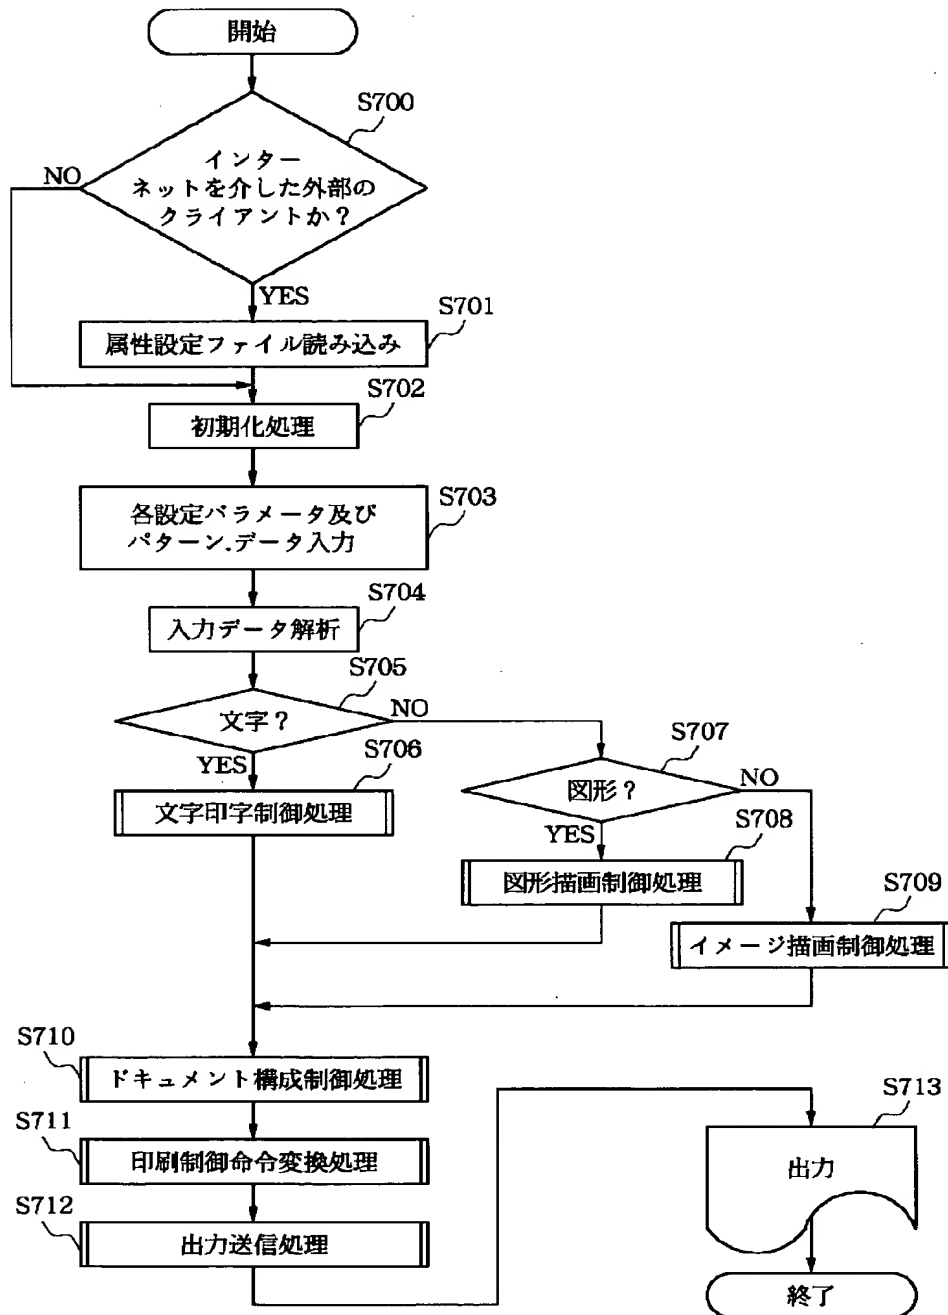 開始
S700
インター
ネットを介した外部の
クライアントか？
NO
YES
S701
属性設定ファイル読み込み
S702
初期化処理
S703
各設定パラメータ及び
パターン.データ入力
S704
入力データ解析
S705
文字？
NO
YES
S706
文字印字制御処理
S707
図形？
NO
YES
S708
図形描画制御処理
S709
イメージ描画制御処理
S710
ドキュメント構成制御処理
S711
印刷制御命令変換処理
S712
出力送信処理
S713
出力
終了